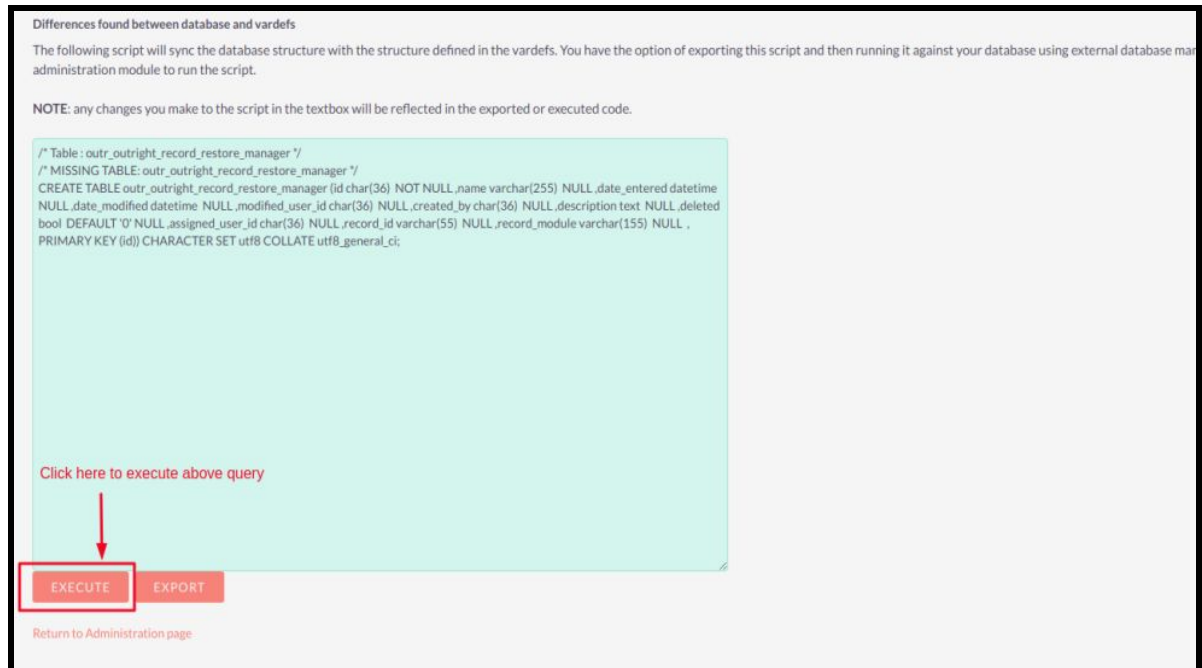 Differences found between database and vardefs
The following script will sync the database structure with the structure defined in the vardefs. You have the option of exporting this script and then running it against your database using external database
administration module to run the script.
NOTE: any changes you make to the script in the textbox will be reflected in the exported or executed code.
/* Table : outr_outright_record_restore_manager */
/* MISSING TABLE: outr_outright_record_restore_manager */
CREATE TABLE outr_outright_record_restore_manager (id char(36) NOT NULL ,name varchar(255) NULL ,date_entered datetime
NULL ,date_modified datetime NULL ,modified_user_id char(36) NULL ,created_by char(36) NULL ,description text NULL ,deleted
bool DEFAULT '0' NULL ,assigned_user_id char(36) NULL ,record_id varchar(55) NULL ,record_module varchar(155) NULL ,
PRIMARY KEY (id)) CHARACTER SET utf8 COLLATE utf8_general_ci;
Click here to execute above query
EXECUTE EXPORT
Return to Administration page